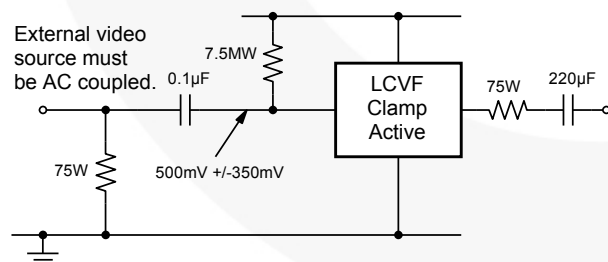 External video
source must
be AC coupled.
7.5MW
0.1µF
LCVF
Clamp
Active
75W
220µF
75W
500mV +/-350mV